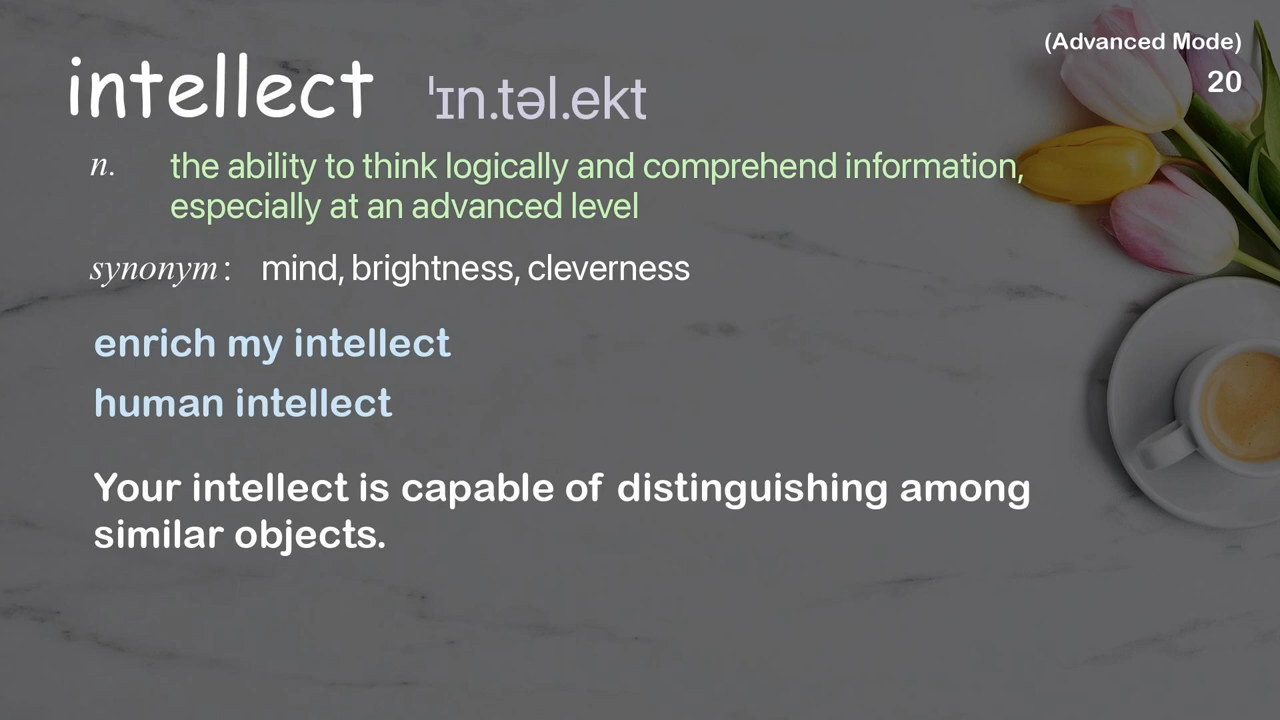 (Advanced Mode)
20
intellect ˈɪn.təl.ekt
n. the ability to think logically and comprehend information,
especially at an advanced level
synonym : mind, brightness, cleverness
enrich my intellect
human intellect
Your intellect is capable of distinguishing among
similar objects.